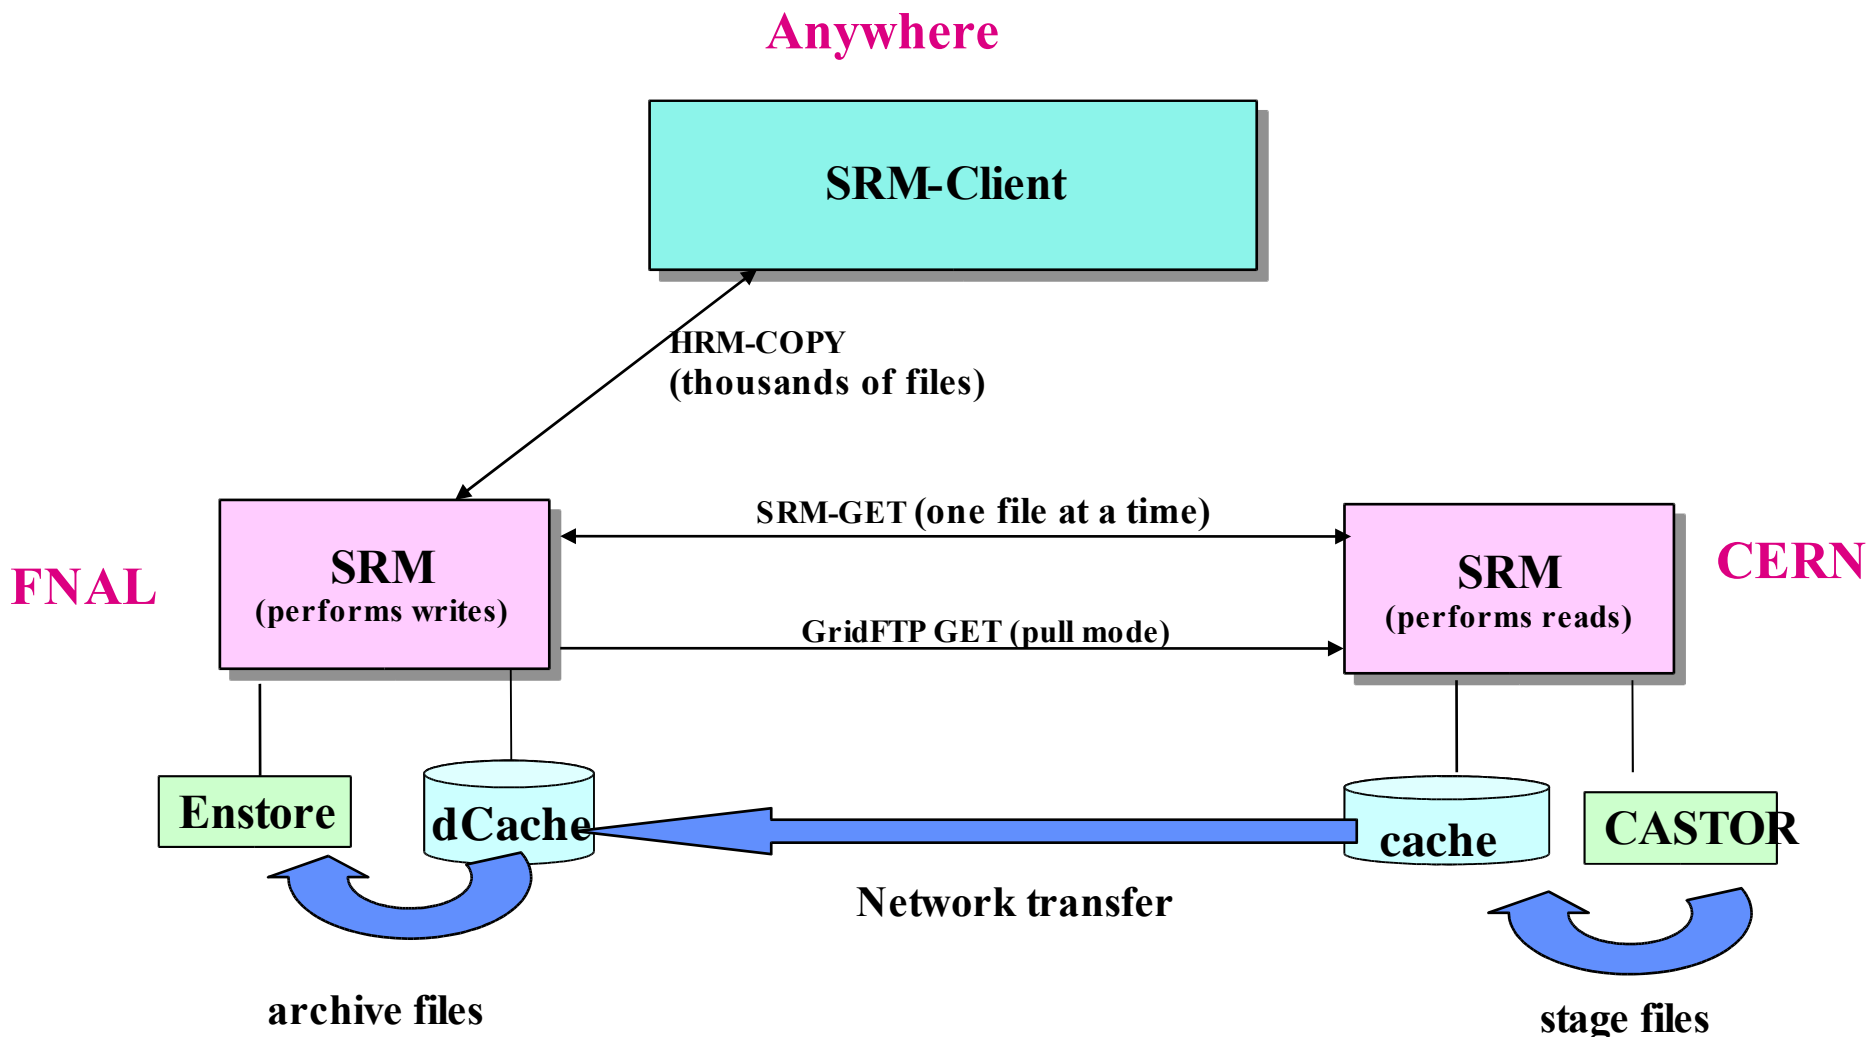 Anywhere
SRM-Client
HRM-COPY
(thousands of files)
SRM-GET (one file at a time)
FNAL
SRM
(performs writes)
SRM
(performs reads)
CERN
GridFTP GET (pull mode)
Enstore
dCache
cache
CASTOR
Network transfer
archive files
stage files